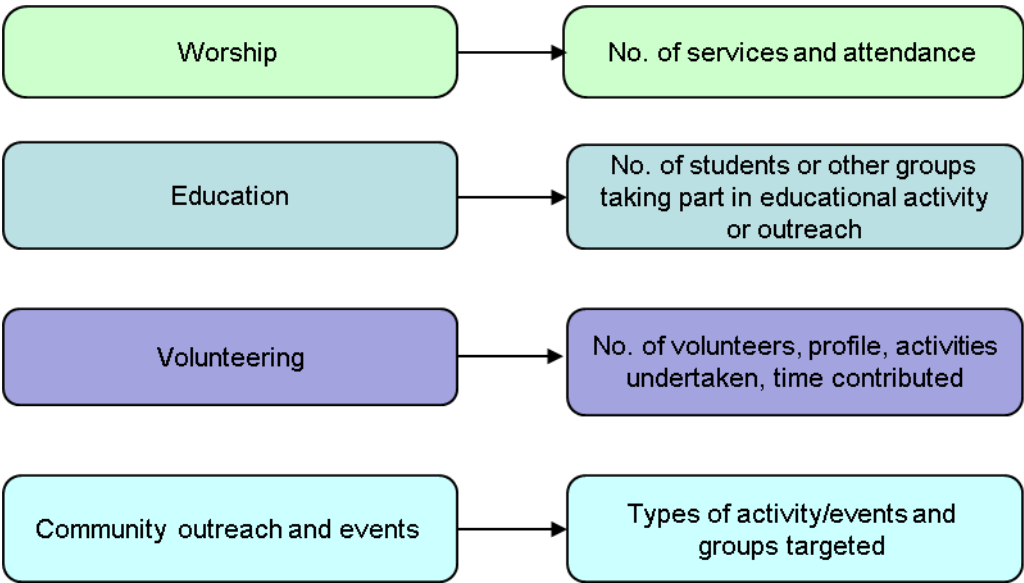 Worship
No. of services and attendance
Education
No. of students or other groups
taking part in educational activity
or outreach
Volunteering
No. of volunteers, profile, activities
undertaken, time contributed
Community outreach and events
Types of activity/events and
groups targeted